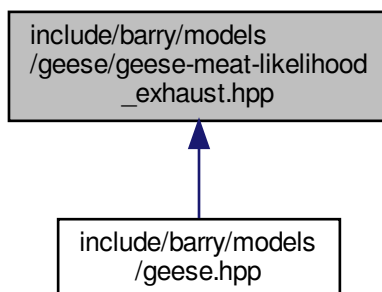 include/barry/models
/geese/geese-meat-likelihood
_exhaust.hpp
include/barry/models
/geese.hpp